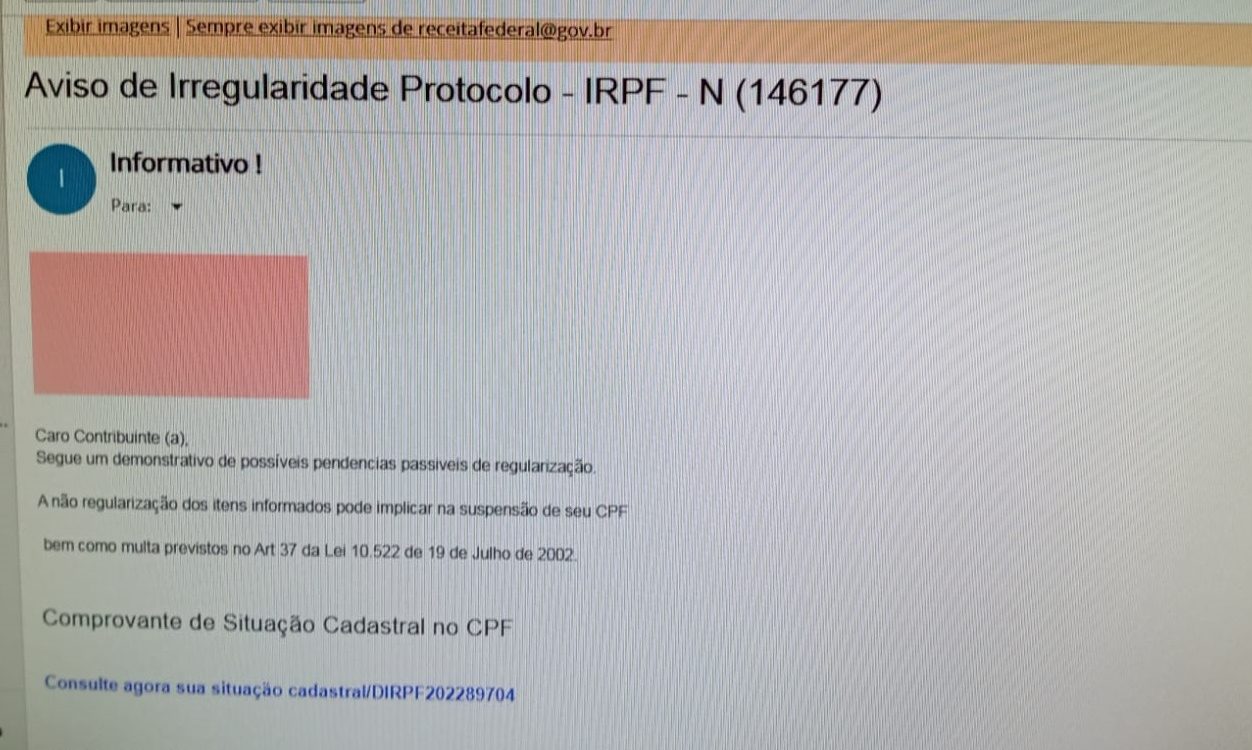 Exibir imagens | Sempre exibir imagens de receitafederal@gov.br
Aviso de Irregularidade Protocolo - IRPF - N (146177)
I
Informativo !
Para:
Caro Contribuinte (a),
Segue um demonstrativo de possíveis pendencias passiveis de regularização.
A não regularização dos itens informados pode implicar na suspensão de seu CPF
bem como multa previstos no Art 37 da Lei 10.522 de 19 de Julho de 2002.
Comprovante de Situação Cadastral no CPF
Consulte agora sua situação cadastral/DIRPF202289704